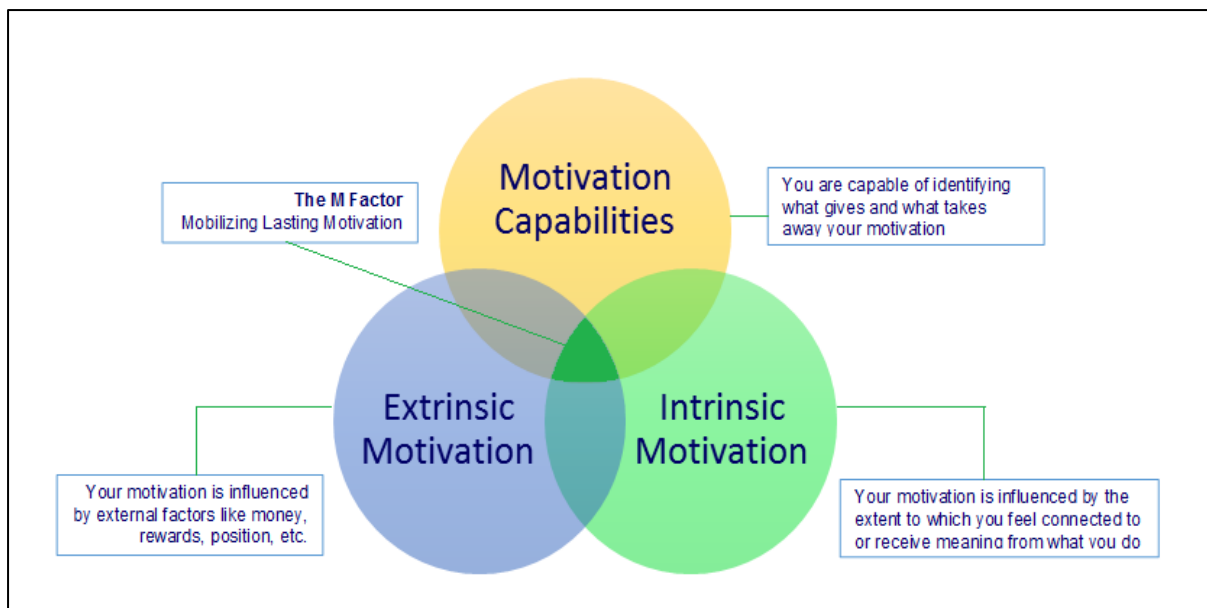 Motivation
Capabilities
The M Factor
Mobilizing Lasting Motivation
You are capable of identifying
what gives and what takes
away your motivation
Extrinsic
Motivation
Intrinsic
Motivation
Your motivation is influenced
by external factors like money,
rewards, position, etc.
Your motivation is influenced by the
extent to which you feel connected to
or receive meaning from what you do